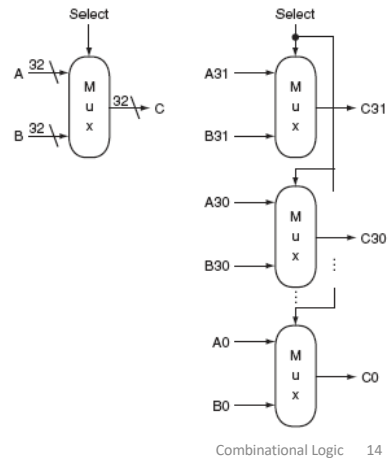 Select
A
32
B
32
M
u
x
32
C
Select
A31
B31
M
u
x
C31
A30
B30
M
u
x
C30
A0
B0
M
u
x
C0
Combinational Logic 14